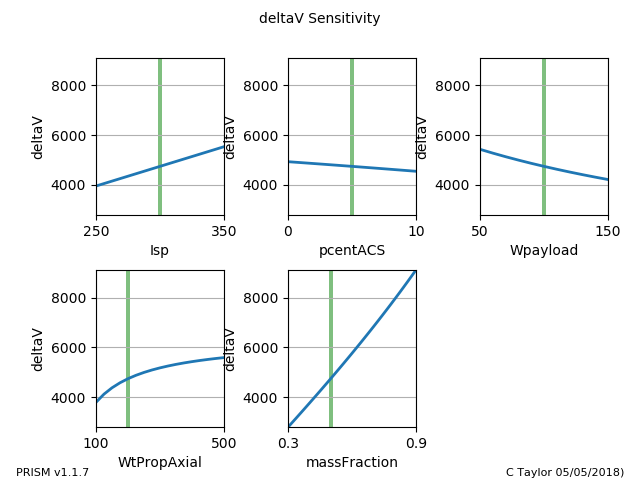 deltaV Sensitivity
deltaV
8000
6000
4000
250
350
Isp
deltaV
8000
6000
4000
0
10
pcentACS
deltaV
8000
6000
4000
50
150
Wpayload
deltaV
8000
6000
4000
100
500
WtPropAxial
deltaV
8000
6000
4000
0.3
0.9
massFraction
PRISM v1.1.7
C Taylor 05/05/2018)